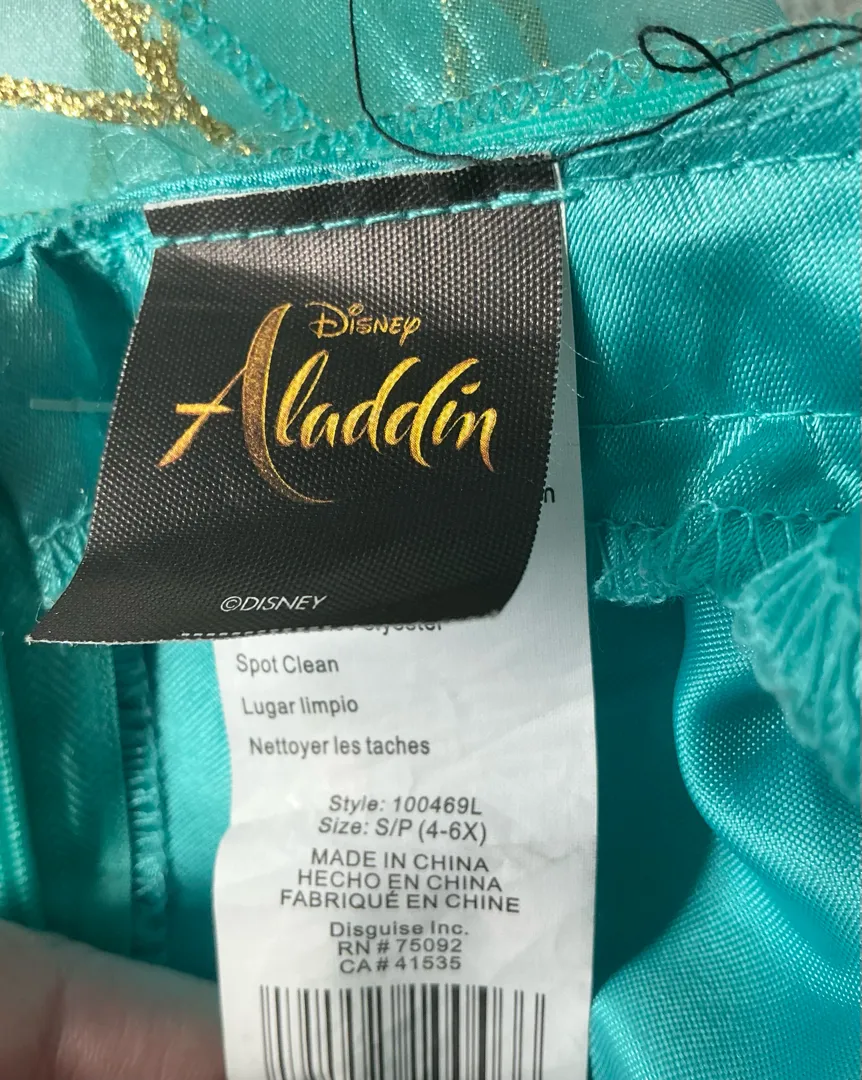 Disney
Aladdin
©DISNEY
Spot Clean
Lugar limpio
Nettoyer les taches
Style: 100469L
Size: S/P (4-6X)
MADE IN CHINA
HECHO EN CHINA
FABRIQUÉ EN CHINE
Disguise Inc.
RN # 75092
CA # 41535